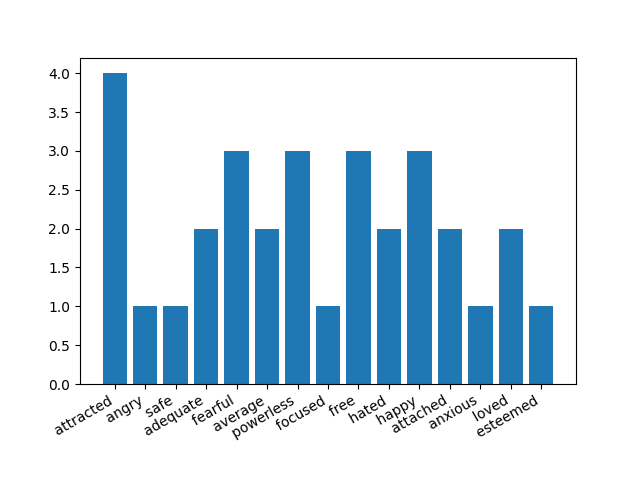 4.0
3.5
3.0
2.5
2.0
1.5
1.0
0.5
0.0
attracted
angry
safe
adequate
fearful
average
powerless
focused
free
hated
happy
attached
anxious
loved
esteemed